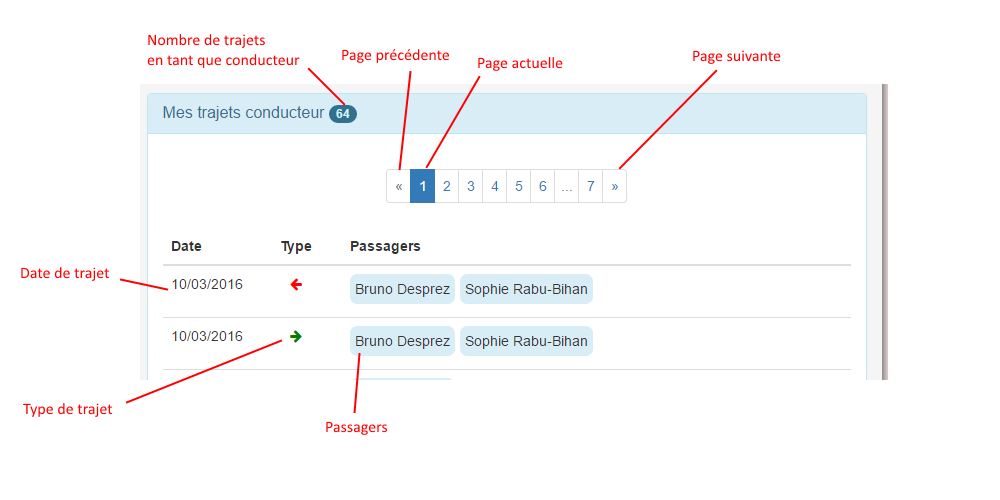 Nombre de trajets
en tant que conducteur
Page précédente
Page actuelle
Page suivante
Mes trajets conducteur 64
« 1 2 3 4 5 6 ... 7 »
Date Type Passagers
Date de trajet
10/03/2016 Bruno Desprez Sophie Rabu-Bihan
10/03/2016 Bruno Desprez Sophie Rabu-Bihan
Type de trajet
Passagers